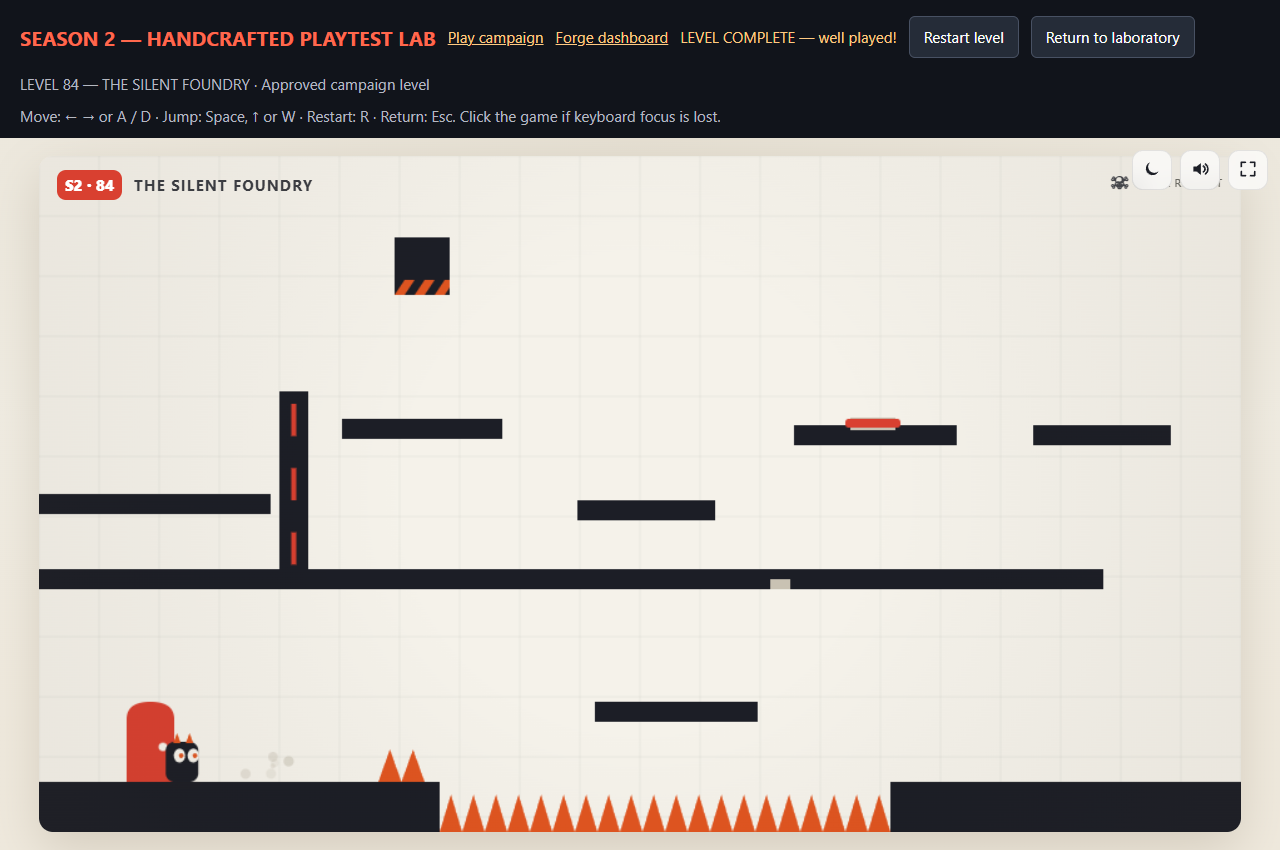 SEASON 2 — HANDCRAFTED PLAYTEST LAB Play campaign Forge dashboard LEVEL COMPLETE — well played! Restart level Return to laboratory
LEVEL 84 — THE SILENT FOUNDRY · Approved campaign level
Move: ← → or A / D · Jump: Space, ↑ or W · Restart: R · Return: Esc. Click the game if keyboard focus is lost.
S2 · 84 THE SILENT FOUNDRY